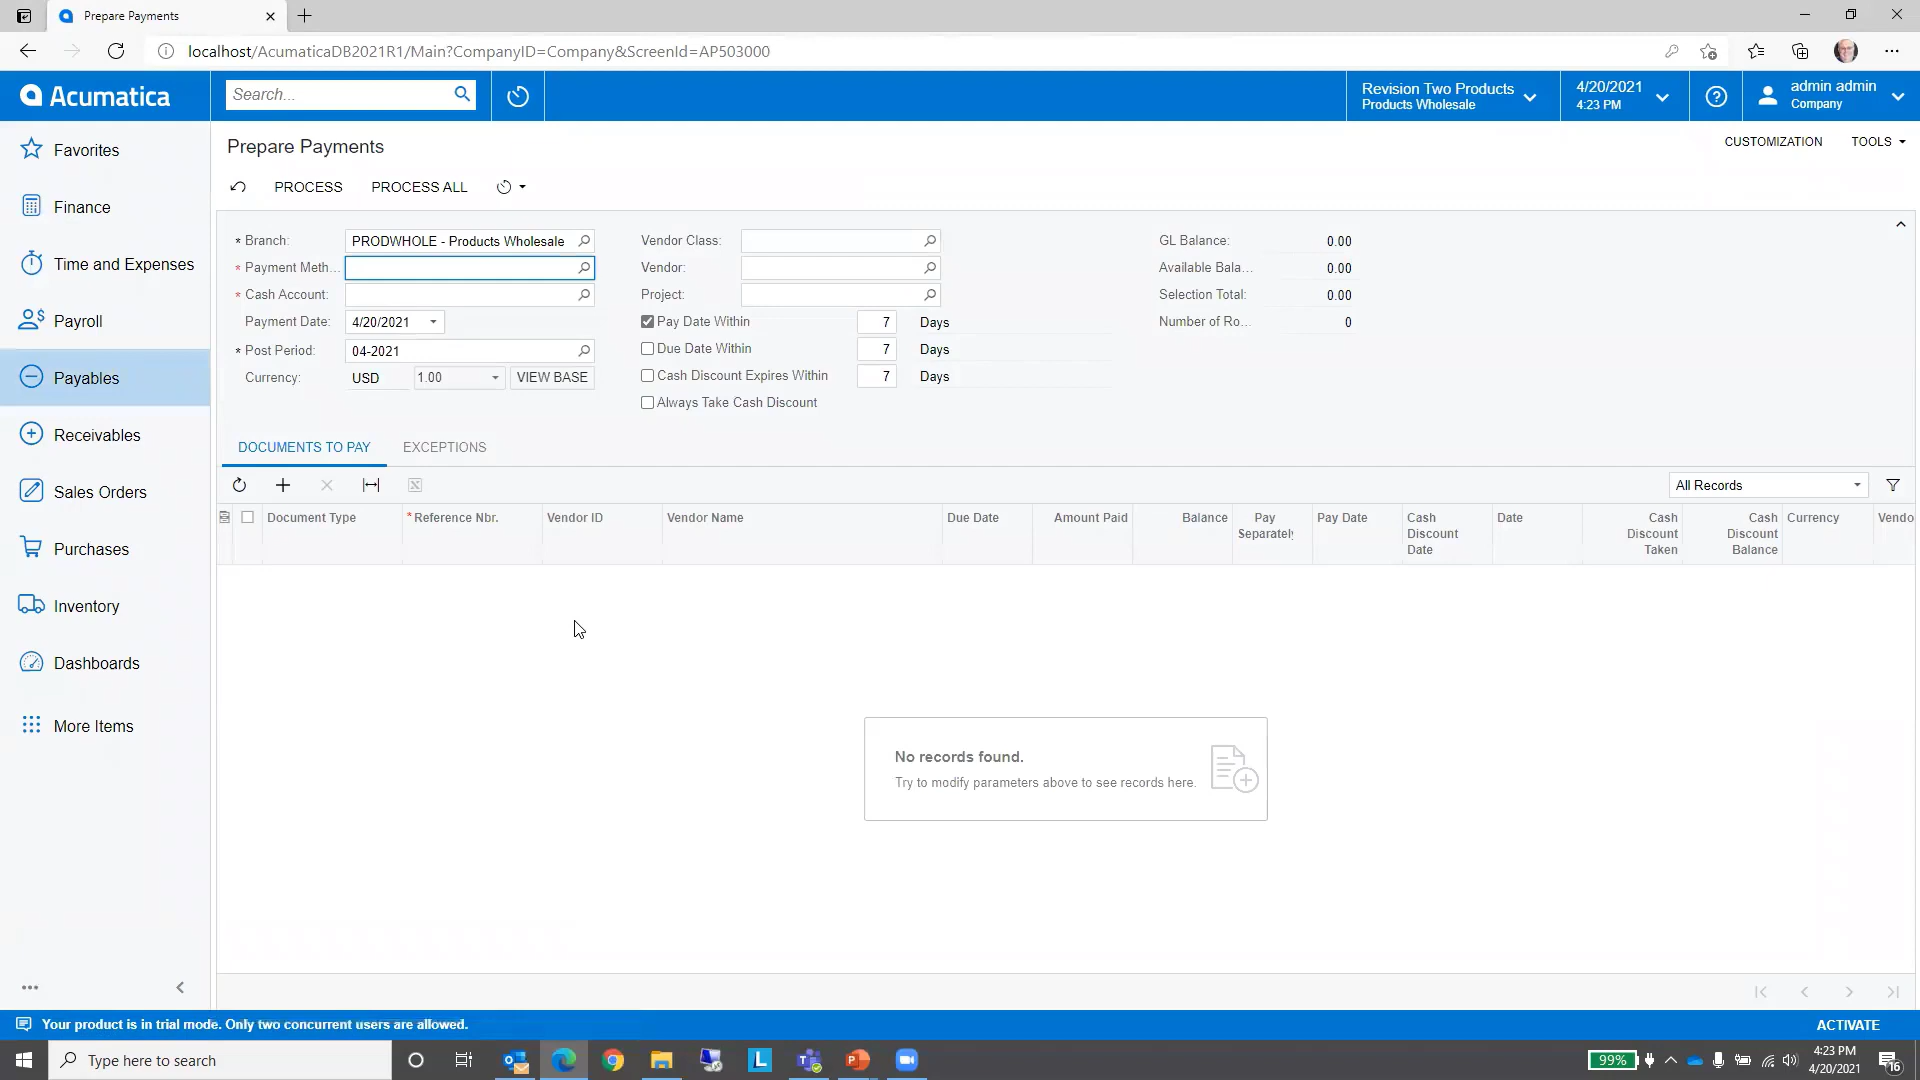 Prepare Payments
localhost/AcumaticaDB2021R1/Main?CompanyID=Company&ScreenId=AP503000
Acumatica
Search...
Revision Two Products
Products Wholesale
4/20/2021
4:23 PM
admin admin
Company
Favorites
Finance
Time and Expenses
Payroll
Payables
Receivables
Sales Orders
Purchases
Inventory
Dashboards
More Items
Prepare Payments
CUSTOMIZATION
TOOLS
PROCESS
PROCESS ALL
* Branch: PRODWHOLE - Products Wholesale
* Payment Meth...
* Cash Account:
Payment Date: 4/20/2021
* Post Period: 04-2021
Currency: USD 1.00 VIEW BASE
Vendor Class:
Vendor:
Project:
Pay Date Within 7 Days
Due Date Within 7 Days
Cash Discount Expires Within 7 Days
Always Take Cash Discount
GL Balance: 0.00
Available Bala... 0.00
Selection Total: 0.00
Number of Ro... 0
DOCUMENTS TO PAY
EXCEPTIONS
All Records
Document Type
* Reference Nbr.
Vendor ID
Vendor Name
Due Date
Amount Paid
Balance
Pay
Separately
Pay Date
Cash
Discount
Date
Date
Cash
Discount
Taken
Cash
Discount
Balance
Currency
Vendo
No records found.
Try to modify parameters above to see records here.
Your product is in trial mode. Only two concurrent users are allowed.
ACTIVATE
Type here to search
99%
4:23 PM
4/20/2021
16